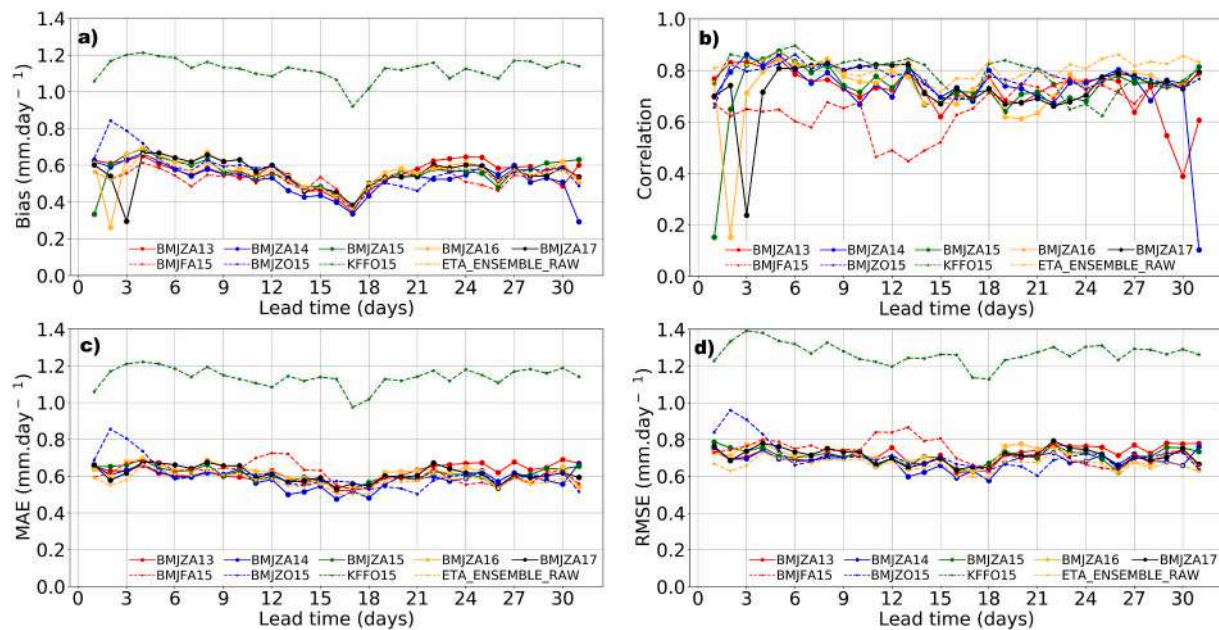 a)
1.4
1.2
1.0
0.8
0.6
0.4
0.2
0.0
Bias (mm.day⁻¹)
BMJZA13 BMJZA14 BMJZA15 BMJZA16 BMJZA17
BMJFA15 BMJZO15 KFFO15 ETA_ENSEMBLE_RAW
0 3 6 9 12 15 18 21 24 27 30
Lead time (days)
b)
1.0
0.8
0.6
0.4
0.2
0.0
Correlation
BMJZA13 BMJZA14 BMJZA15 BMJZA16 BMJZA17
BMJFA15 BMJZO15 KFFO15 ETA_ENSEMBLE_RAW
0 3 6 9 12 15 18 21 24 27 30
Lead time (days)
c)
1.4
1.2
1.0
0.8
0.6
0.4
0.2
0.0
MAE (mm.day⁻¹)
BMJZA13 BMJZA14 BMJZA15 BMJZA16 BMJZA17
BMJFA15 BMJZO15 KFFO15 ETA_ENSEMBLE_RAW
0 3 6 9 12 15 18 21 24 27 30
Lead time (days)
d)
1.4
1.2
1.0
0.8
0.6
0.4
0.2
0.0
RMSE (mm.day⁻¹)
BMJZA13 BMJZA14 BMJZA15 BMJZA16 BMJZA17
BMJFA15 BMJZO15 KFFO15 ETA_ENSEMBLE_RAW
0 3 6 9 12 15 18 21 24 27 30
Lead time (days)